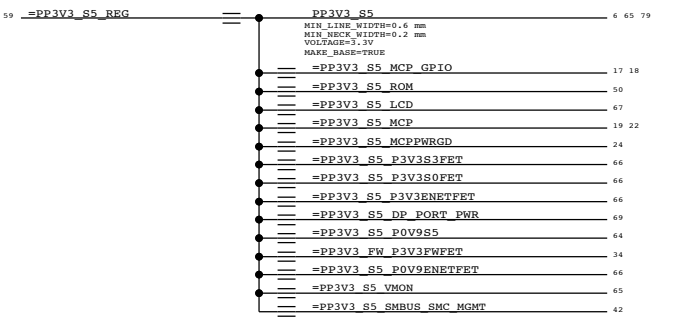 59 =PP3V3_S5_REG PP3V3_S5 6 65 79
MIN_LINE_WIDTH=0.6 mm
MIN_NECK_WIDTH=0.2 mm
VOLTAGE=3.3V
MAKE_BASE=TRUE
=PP3V3_S5_MCP_GPIO 17 18
=PP3V3_S5_ROM 50
=PP3V3_S5_LCD 67
=PP3V3_S5_MCP 19 22
=PP3V3_S5_MCPPWRGD 24
=PP3V3_S5_P3V3S3FET 66
=PP3V3_S5_P3V3S0FET 66
=PP3V3_S5_P3V3ENETFET 66
=PP3V3_S5_DP_PORT_PWR 69
=PP3V3_S5_P0V9S5 64
=PP3V3_FW_P3V3FWFET 34
=PP3V3_S5_P0V9ENETFET 66
=PP3V3_S5_VMON 65
=PP3V3_S5_SMBUS_SMC_MGMT 42